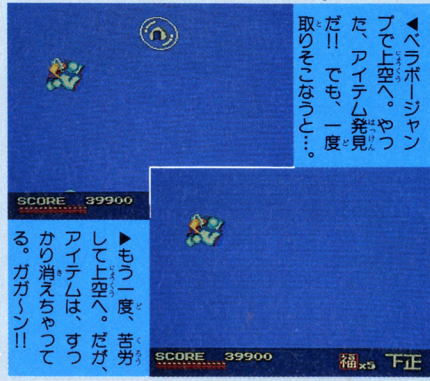 ◀ベラボージャン
プで上空へ。やっ
た、アイテム発見
だ!! でも、一度
取りそこなうと…。
SCORE 39900
▶もう一度、苦労
して上空へ。だが、
アイテムは、すっ
かり消えちゃって
る。ガガ〜ン!!
SCORE 39900 福x5 下正